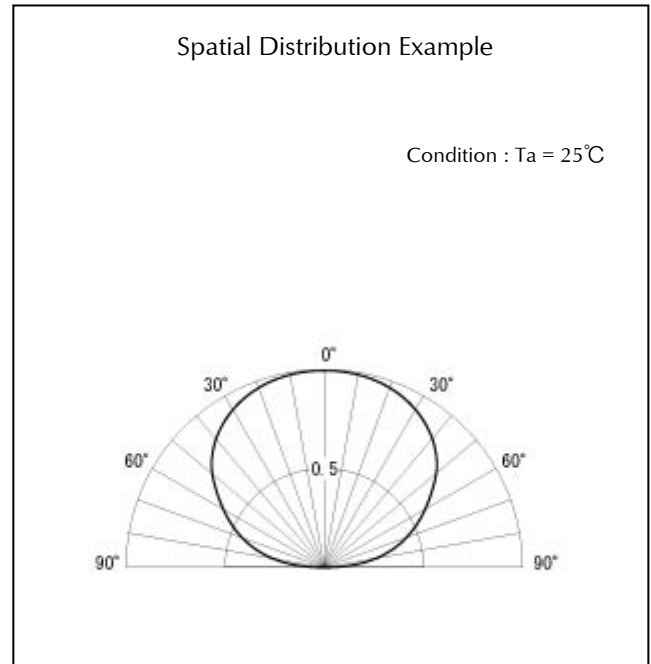 Spatial Distribution Example
Condition : Ta = 25℃
0°
30° 30°
60° 0. 5 60°
90° 90°